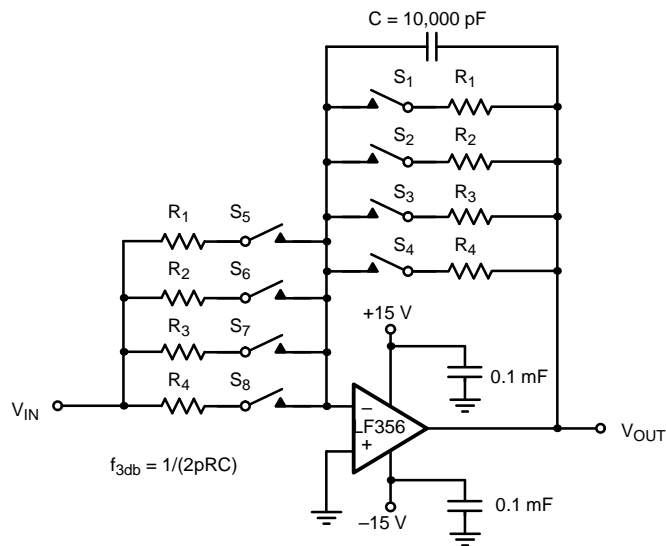 C = 10,000 pF
S1 R1
S2 R2
S3 R3
S4 R4
R1 S5
R2 S6
R3 S7
R4 S8
+15 V
0.1 mF
VIN
–
LF356
+
VOUT
f3db = 1/(2pRC)
–15 V
0.1 mF